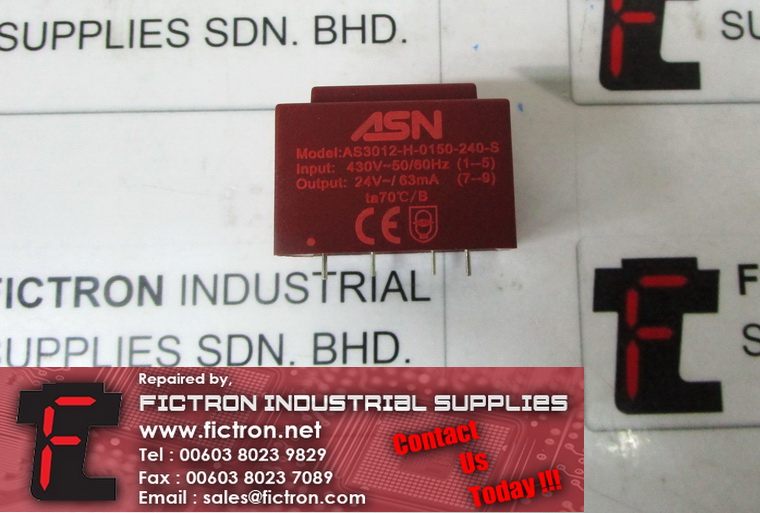 SUPPLIES SDN. BHD.
SU
ASN
Model:AS3012-H-0150-240-S
Input: 430V~50/60Hz (1--5)
Output: 24V~/ 63mA (7--9)
ta70℃/B
CE
FICTRON INDUSTRIAL
SUPPLIES SDN. BHD.
F
S
Repaired by,
FICTRON INDUSTRIAL SUPPLIES
www.fictron.net
Tel : 00603 8023 9829
Fax : 00603 8023 7089
Email : sales@fictron.com
Contact
Us
Today !!!